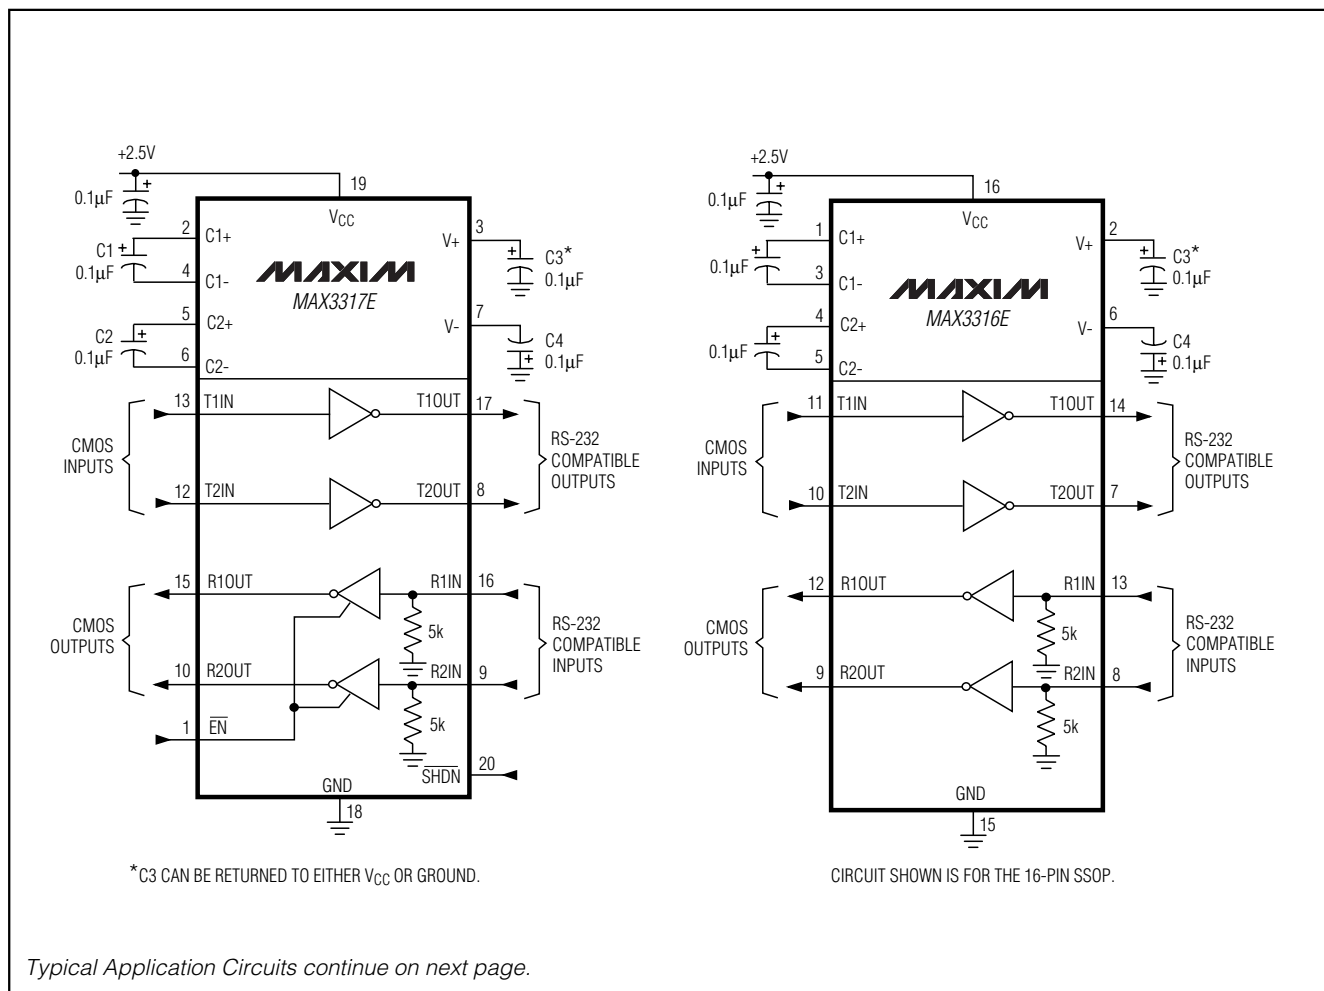 +2.5V
0.1µF
+
19
VCC
2
C1+
C1
+
0.1µF
4
C1-
5
C2+
C2
+
0.1µF
6
C2-
MAXIM
MAX3317E
V+
3
+
C3*
0.1µF
V-
7
C4
+
0.1µF
CMOS
INPUTS
13
T1IN
T1OUT
17
12
T2IN
T2OUT
8
RS-232
COMPATIBLE
OUTPUTS
CMOS
OUTPUTS
15
R1OUT
R1IN
16
5k
10
R2OUT
R2IN
9
5k
RS-232
COMPATIBLE
INPUTS
1
EN
SHDN
20
GND
18
*C3 CAN BE RETURNED TO EITHER VCC OR GROUND.
+2.5V
0.1µF
+
16
VCC
1
C1+
+
0.1µF
3
C1-
4
C2+
+
0.1µF
5
C2-
MAXIM
MAX3316E
V+
2
+
C3*
0.1µF
V-
6
C4
+
0.1µF
CMOS
INPUTS
11
T1IN
T1OUT
14
10
T2IN
T2OUT
7
RS-232
COMPATIBLE
OUTPUTS
CMOS
OUTPUTS
12
R1OUT
R1IN
13
5k
9
R2OUT
R2IN
8
5k
RS-232
COMPATIBLE
INPUTS
GND
15
CIRCUIT SHOWN IS FOR THE 16-PIN SSOP.
Typical Application Circuits continue on next page.